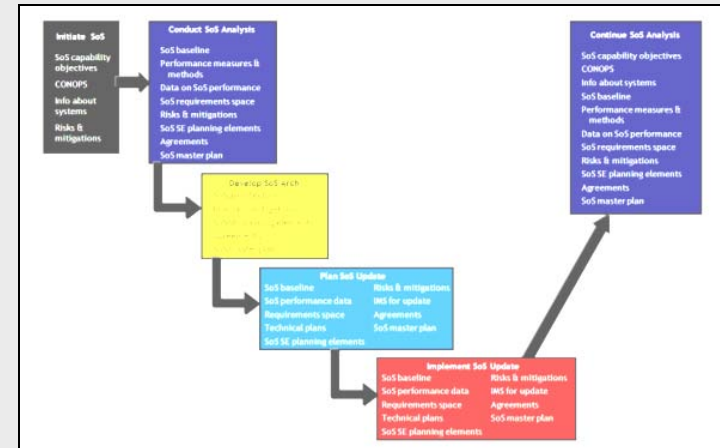 Initiate SoS
SoS capability
objectives
CONOPS
Info about
systems
Risks &
mitigations
Conduct SoS Analysis
SoS baseline
Performance measures &
methods
Data on SoS performance
SoS requirements space
Risks & mitigations
SoS SE planning elements
Agreements
SoS master plan
Develop SoS Arch
Plan SoS Update
SoS baseline
SoS performance data
Requirements space
Technical plans
SoS SE planning elements
Risks & mitigations
IMS for update
Agreements
SoS master plan
Implement SoS Update
SoS baseline
SoS performance data
Requirements space
Technical plans
SoS SE planning elements
Risks & mitigations
IMS for update
Agreements
SoS master plan
Continue SoS Analysis
SoS capability objectives
CONOPS
Info about systems
SoS baseline
Performance measures &
methods
Data on SoS performance
SoS requirements space
Risks & mitigations
SoS SE planning elements
Agreements
SoS master plan